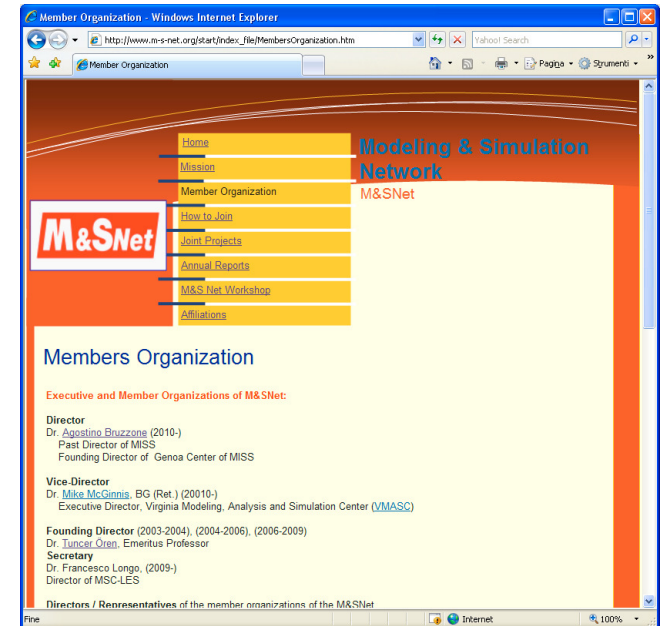 Member Organization - Windows Internet Explorer
http://www.m-s-net.org/start/index_file/MembersOrganization.htm
Yahoo! Search
Member Organization
Pagina
Strumenti
»
Home
Mission
Member Organization
How to Join
Joint Projects
Annual Reports
M&S Net Workshop
Affiliations
Modeling & Simulation
Network
M&SNet
M&SNet
Members Organization
Executive and Member Organizations of M&SNet:
Director
Dr. Agostino Bruzzone (2010-)
Past Director of MISS
Founding Director of Genoa Center of MISS
Vice-Director
Dr. Mike McGinnis, BG (Ret.) (20010-)
Executive Director, Virginia Modeling, Analysis and Simulation Center (VMASC)
Founding Director (2003-2004), (2004-2006), (2006-2009)
Dr. Tuncer Oren, Emeritus Professor
Secretary
Dr. Francesco Longo, (2009-)
Director of MSC-LES
Directors / Representatives of the member organizations of the M&SNet
Fine
Internet
100%